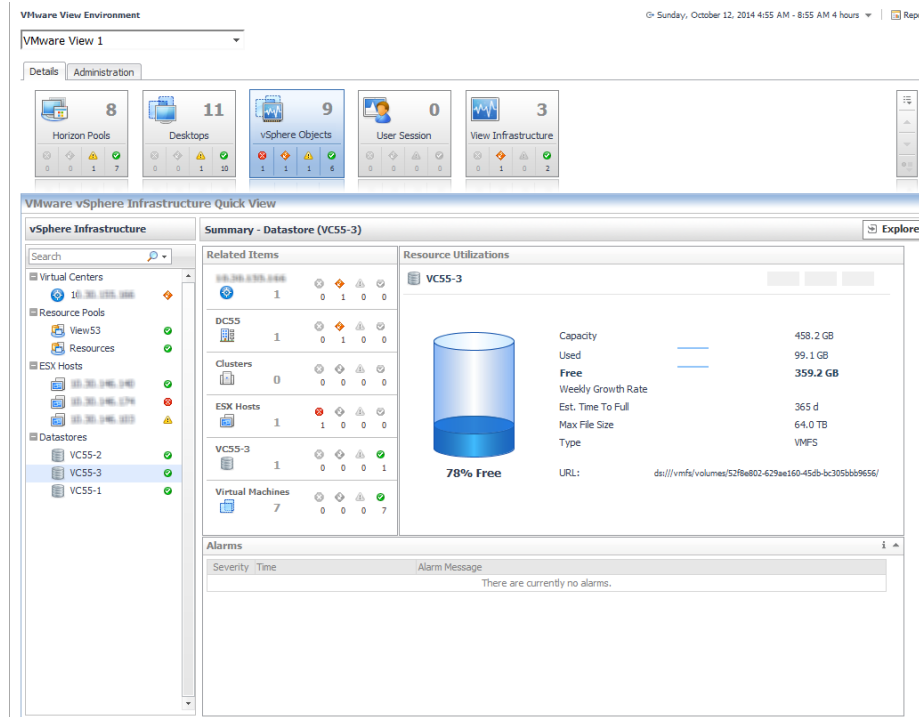 VMware View Environment
Sunday, October 12, 2014 4:55 AM - 8:55 AM 4 hours
Repo
VMware View 1
Details Administration
8 11 9 0 3
Horizon Pools Desktops vSphere Objects User Session View Infrastructure
0 0 1 7 0 0 1 10 1 1 1 6 0 0 0 0 0 1 0 2
VMware vSphere Infrastructure Quick View
vSphere Infrastructure
Summary - Datastore (VC55-3)
Explore
Search
Virtual Centers
Resource Pools
View53
Resources
ESX Hosts
Datastores
VC55-2
VC55-3
VC55-1
Related Items
1 0 1 0 0
DC55
1 0 1 0 0
Clusters
0 0 0 0 0
ESX Hosts
1 1 0 0 0
VC55-3
1 0 0 0 1
Virtual Machines
7 0 0 0 7
Resource Utilizations
VC55-3
78% Free
Capacity 458.2 GB
Used 99.1 GB
Free 359.2 GB
Weekly Growth Rate
Est. Time To Full 365 d
Max File Size 64.0 TB
Type VMFS
URL: ds:///vmfs/volumes/52f8e802-629ae160-45db-bc305bbb9656/
Alarms
Severity Time Alarm Message
There are currently no alarms.